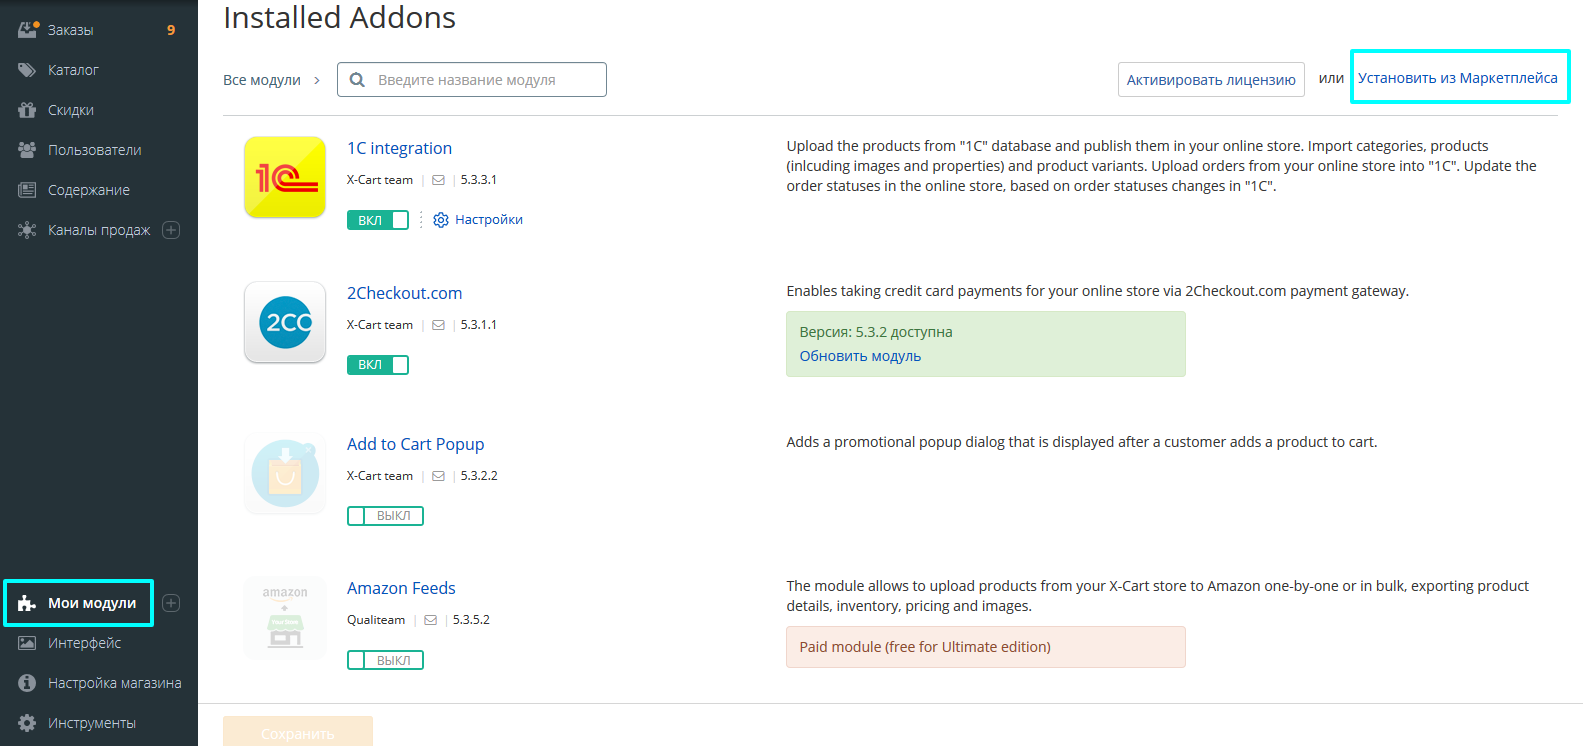 Заказы 9
Каталог
Скидки
Пользователи
Содержание
Каналы продаж
Мои модули
Интерфейс
Настройка магазина
Инструменты
Installed Addons
Все модули
Введите название модуля
Активировать лицензию или Установить из Маркетплейса
1C
1C integration
X-Cart team | 5.3.3.1
ВКЛ Настройки
Upload the products from "1C" database and publish them in your online store. Import categories, products
(inlcuding images and properties) and product variants. Upload orders from your online store into "1C". Update the
order statuses in the online store, based on order statuses changes in "1C".
2CO
2Checkout.com
X-Cart team | 5.3.1.1
ВКЛ
Enables taking credit card payments for your online store via 2Checkout.com payment gateway.
Версия: 5.3.2 доступна
Обновить модуль
Add to Cart Popup
X-Cart team | 5.3.2.2
ВЫКЛ
Adds a promotional popup dialog that is displayed after a customer adds a product to cart.
amazon
+
Amazon Feeds
Qualiteam | 5.3.5.2
ВЫКЛ
The module allows to upload products from your X-Cart store to Amazon one-by-one or in bulk, exporting product
details, inventory, pricing and images.
Paid module (free for Ultimate edition)
Сохранить